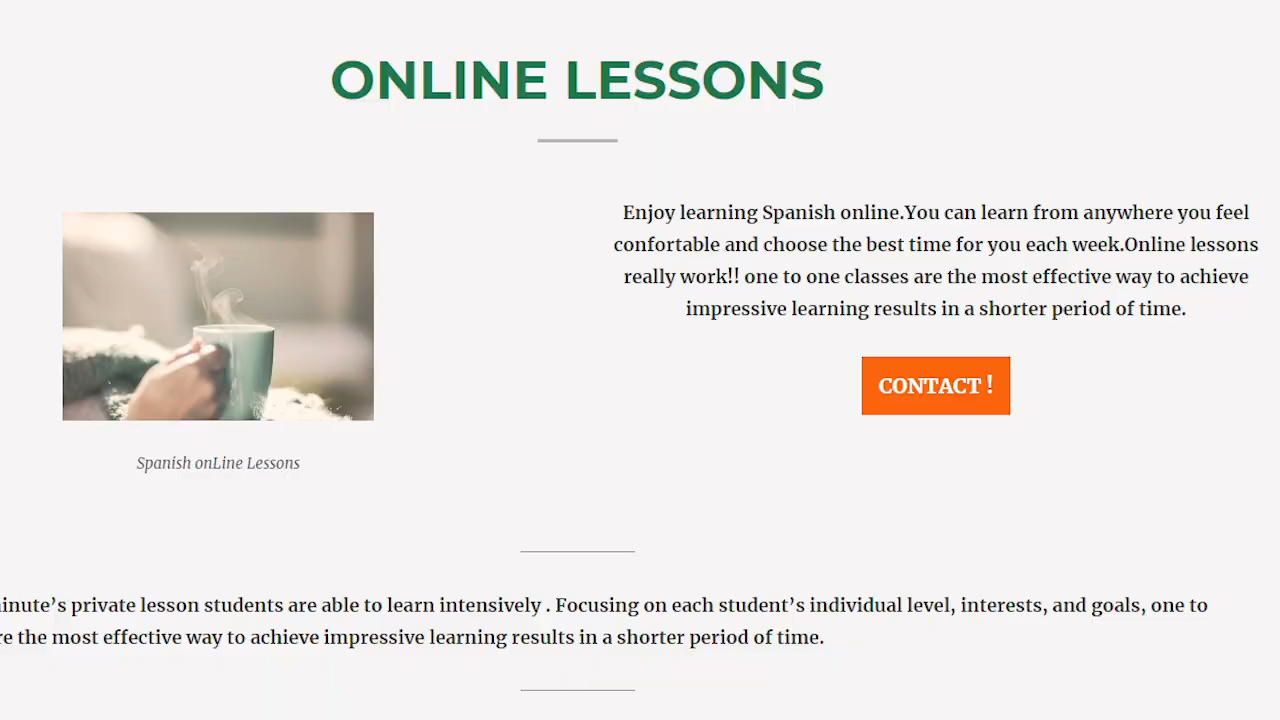 ONLINE LESSONS
Enjoy learning Spanish online.You can learn from anywhere you feel
confortable and choose the best time for you each week.Online lessons
really work!! one to one classes are the most effective way to achieve
impressive learning results in a shorter period of time.
CONTACT !
Spanish onLine Lessons
private lesson students are able to learn intensively . Focusing on each student’s individual level, interests, and goals, one to
the most effective way to achieve impressive learning results in a shorter period of time.